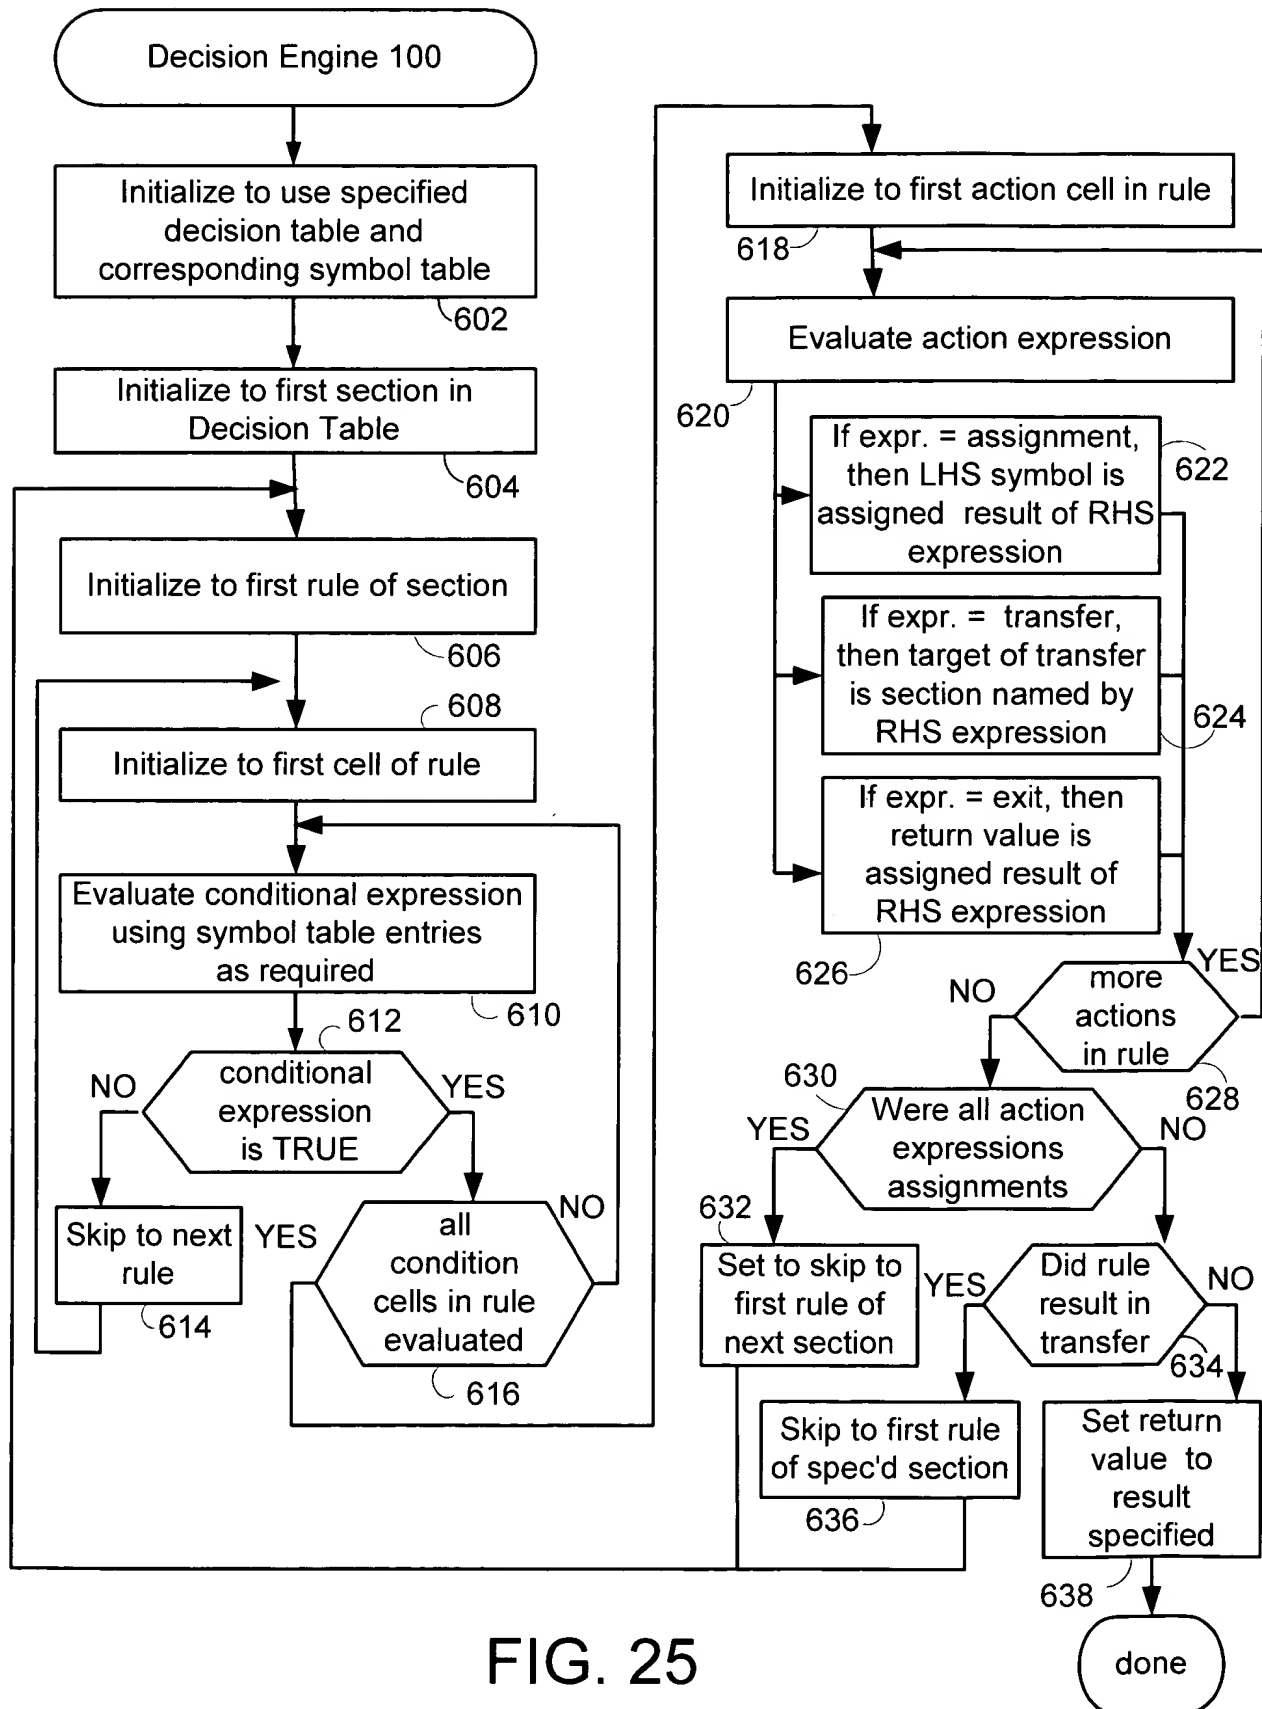 Decision Engine 100
Initialize to use specified
decision table and
corresponding symbol table
602
Initialize to first section in
Decision Table
604
Initialize to first rule of section
606
608
Initialize to first cell of rule
Evaluate conditional expression
using symbol table entries
as required
610
612
NO
conditional
expression
is TRUE
YES
Skip to next
rule
614
YES
all
condition
cells in rule
evaluated
NO
616
Initialize to first action cell in rule
618
Evaluate action expression
620
If expr. = assignment,
then LHS symbol is
assigned result of RHS
expression
622
If expr. = transfer,
then target of transfer
is section named by
RHS expression
624
If expr. = exit, then
return value is
assigned result of
RHS expression
626
YES
NO
more
actions
in rule
628
630
YES
Were all action
expressions
assignments
NO
632
Set to skip to
first rule of
next section
YES
Did rule
result in
transfer
NO
634
Skip to first rule
of spec'd section
636
Set return
value to
result
specified
638
done
FIG. 25